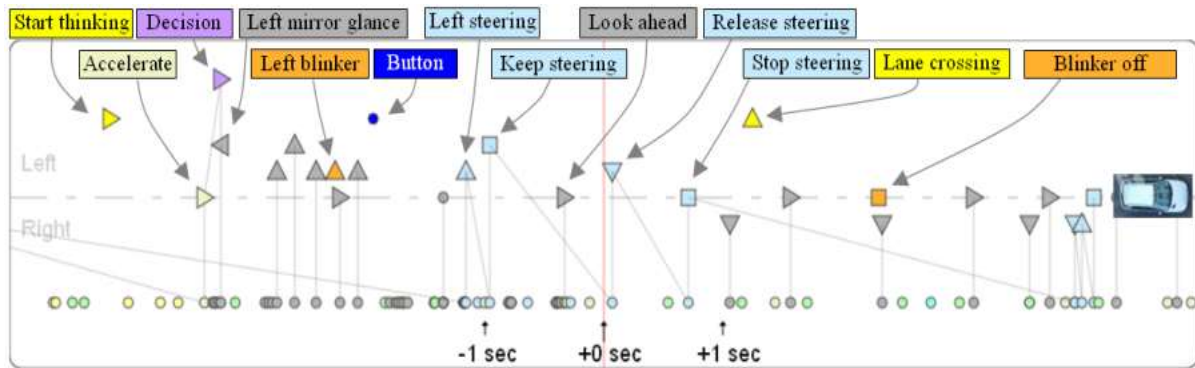 Start thinking
Decision
Left mirror glance
Left steering
Look ahead
Release steering
Accelerate
Left blinker
Button
Keep steering
Stop steering
Lane crossing
Blinker off
Left
Right
-1 sec
+0 sec
+1 sec